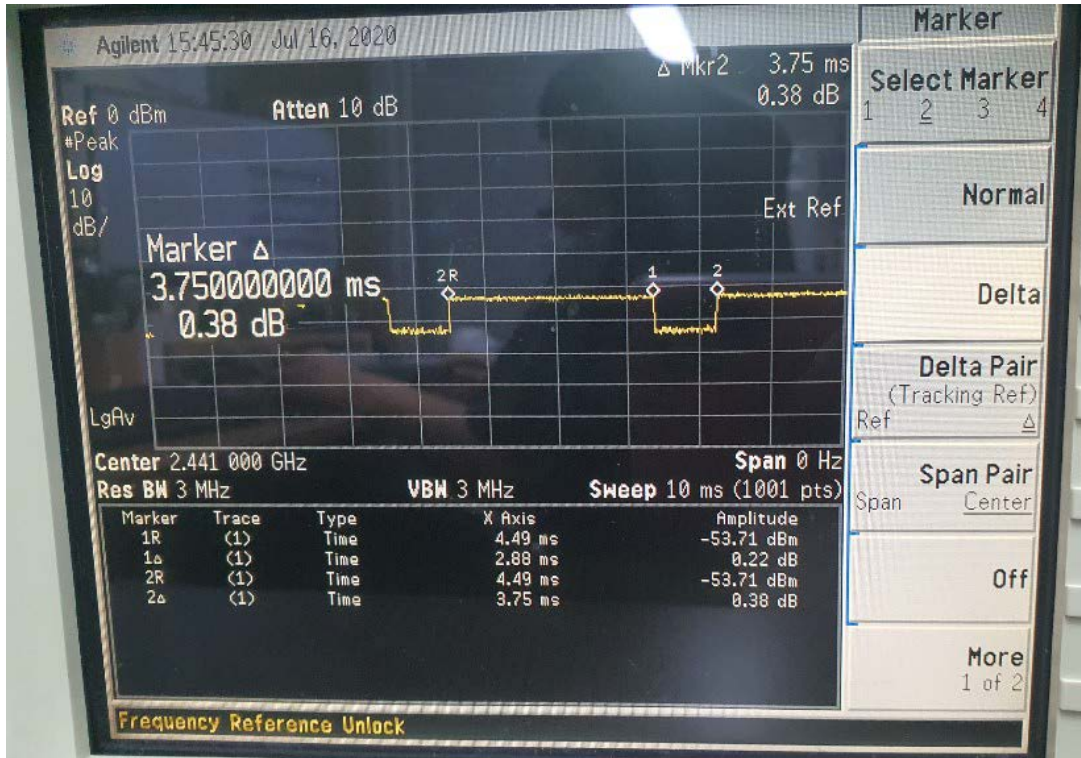 Agilent 15:45:30 Jul 16, 2020
Marker
Δ Mkr2 3.75 ms
0.38 dB
Ref 0 dBm
Atten 10 dB
#Peak
Log
10
dB/
Ext Ref
Marker Δ
3.750000000 ms
0.38 dB
2R
1
2
LgAv
Center 2.441 000 GHz
Span 0 Hz
Res BW 3 MHz
VBW 3 MHz
Sweep 10 ms (1001 pts)
Marker Trace Type X Axis Amplitude
1R (1) Time 4.49 ms -53.71 dBm
1Δ (1) Time 2.88 ms 0.22 dB
2R (1) Time 4.49 ms -53.71 dBm
2Δ (1) Time 3.75 ms 0.38 dB
Frequency Reference Unlock
Select Marker
1 2 3 4
Normal
Delta
Delta Pair
(Tracking Ref)
Ref Δ
Span Pair
Span Center
Off
More
1 of 2